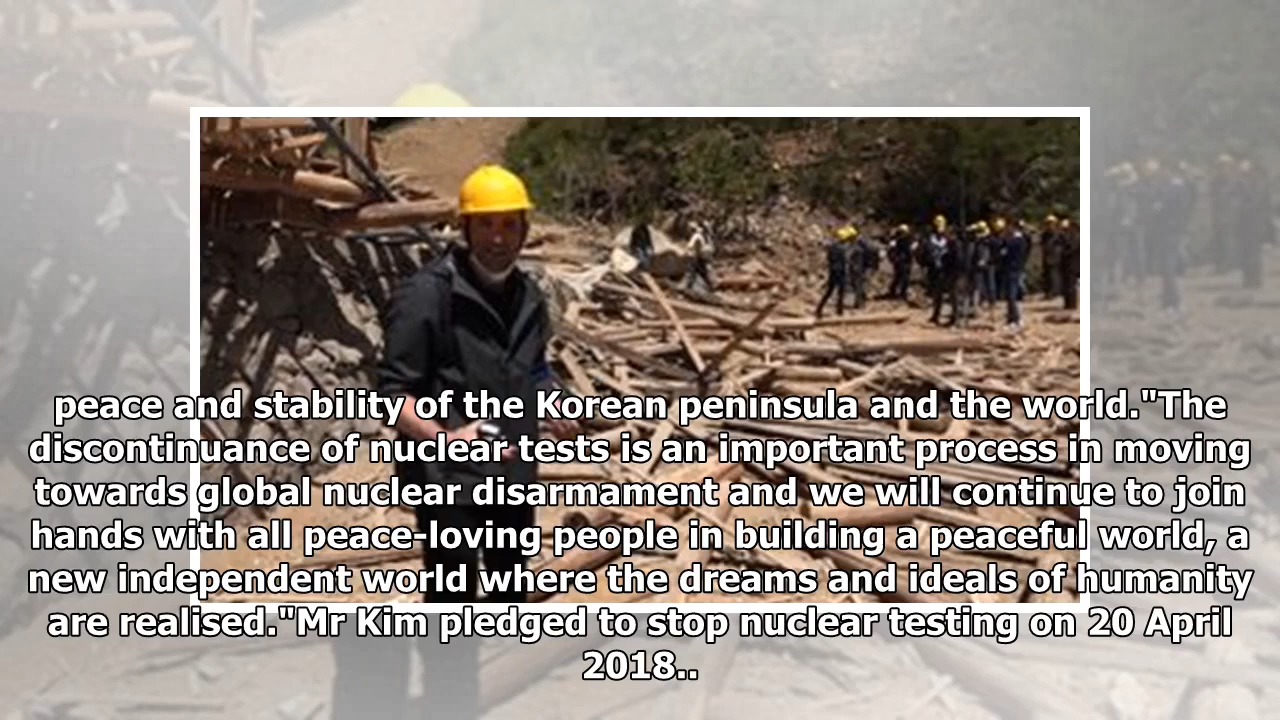 peace and stability of the Korean peninsula and the world."The
discontinuance of nuclear tests is an important process in moving
towards global nuclear disarmament and we will continue to join
hands with all peace-loving people in building a peaceful world, a
new independent world where the dreams and ideals of humanity
are realised."Mr Kim pledged to stop nuclear testing on 20 April
2018..